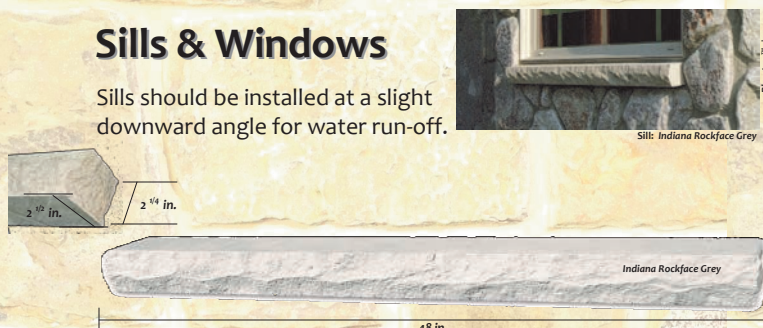 Sills & Windows
Sills should be installed at a slight
downward angle for water run-off.
Sill: Indiana Rockface Grey
2 1/2 in.
2 1/4 in.
Indiana Rockface Grey
48 in.